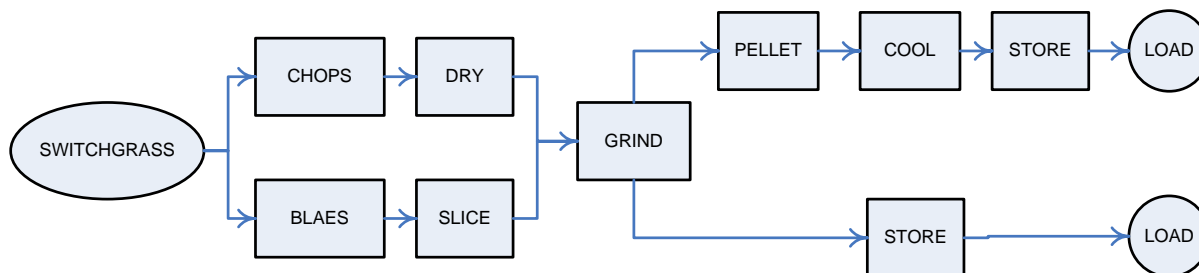 SWITCHGRASS
CHOPS
DRY
BLAES
SLICE
GRIND
PELLET
COOL
STORE
LOAD
STORE
LOAD